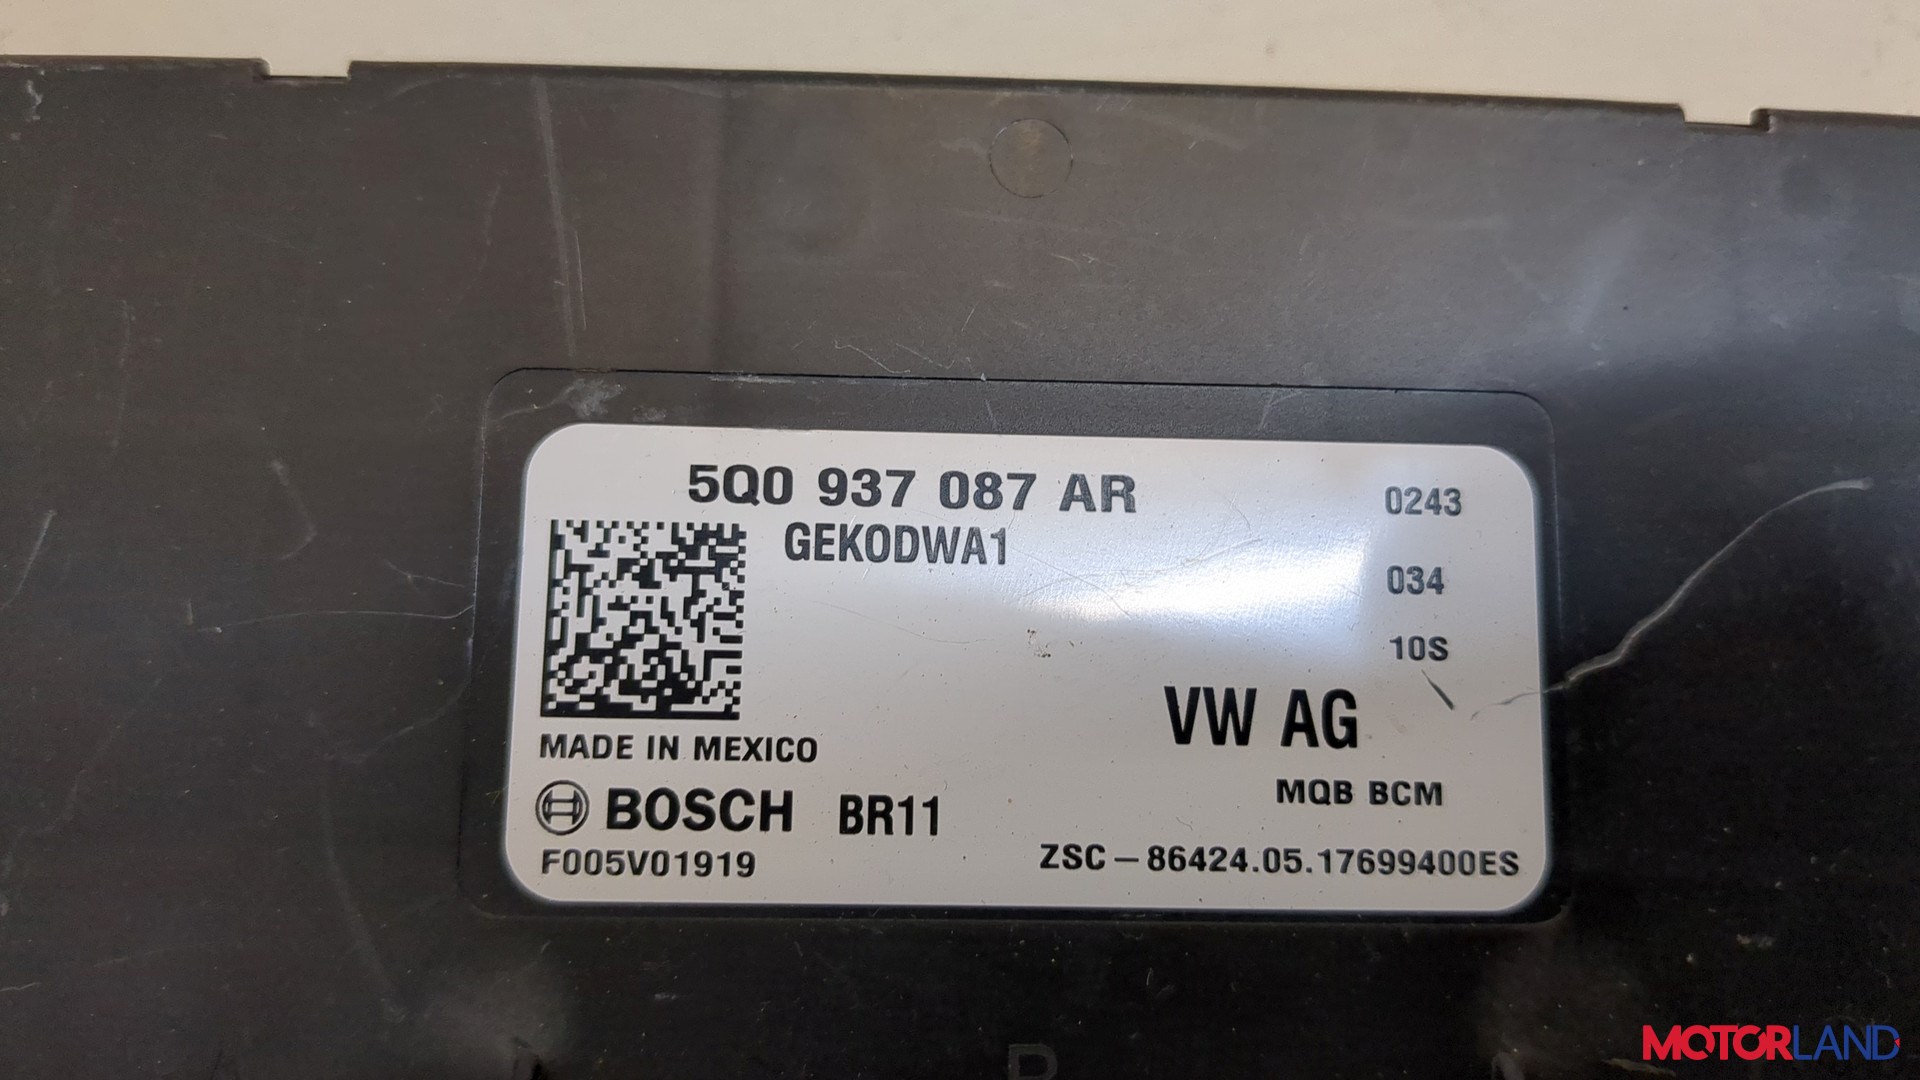 5Q0 937 087 AR
0243
GEKODWA1
034
10S
VW AG
MADE IN MEXICO
MQB BCM
BOSCH BR11
F005V01919
ZSC-86424.05.17699400ES
MOTORLAND